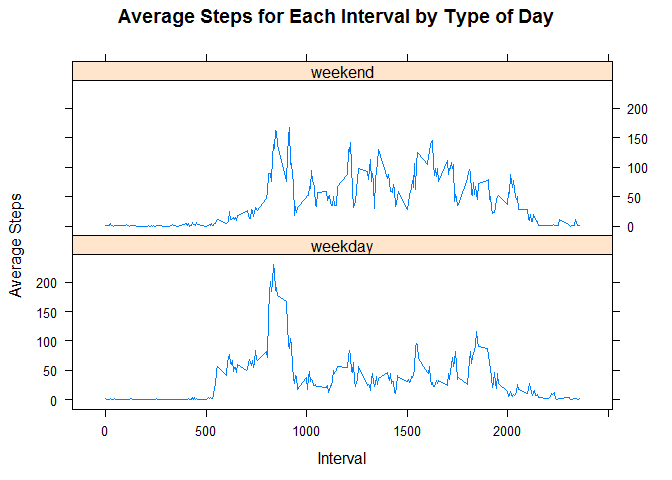 Average Steps for Each Interval by Type of Day
weekend
200
150
100
50
0
Average Steps
weekday
200
150
100
50
0
0 500 1000 1500 2000
Interval